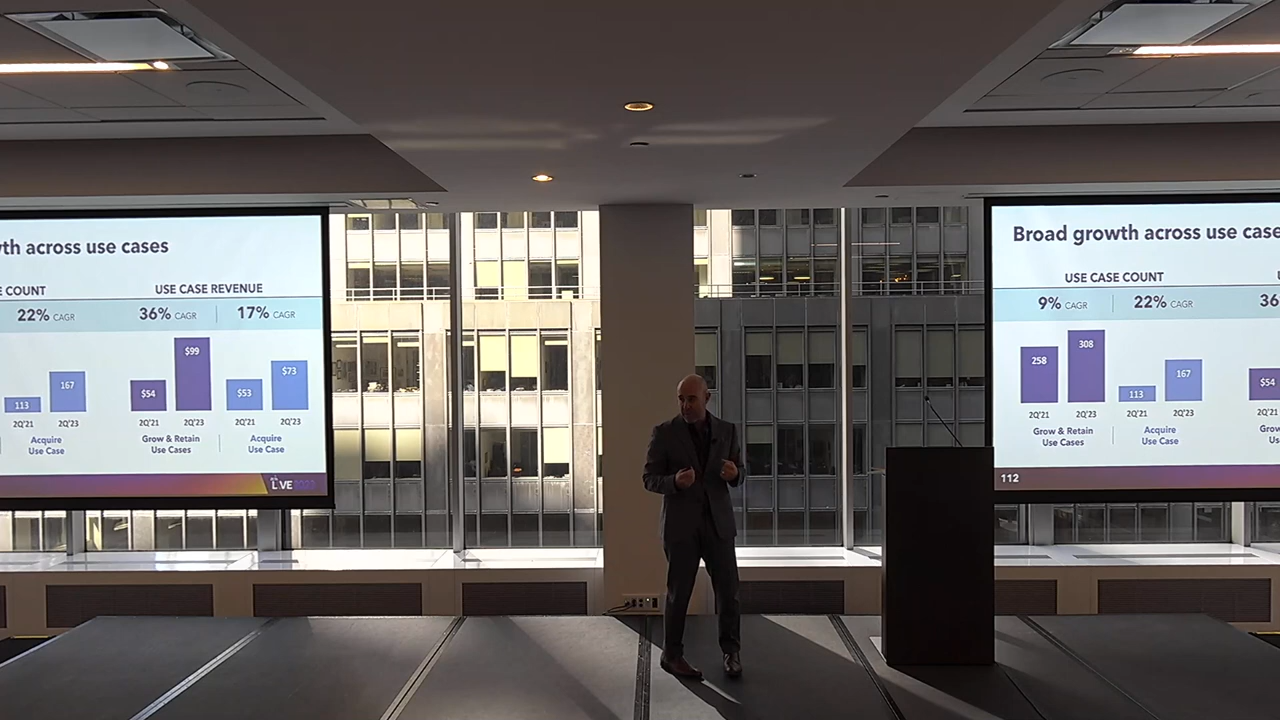 th across use cases
E COUNT
USE CASE REVENUE
22% CAGR
36% CAGR
17% CAGR
113
167
$54
$99
$53
$73
2Q'21
2Q'23
2Q'21
2Q'23
2Q'21
2Q'23
Acquire
Use Case
Grow & Retain
Use Cases
Acquire
Use Case
Broad growth across use case
USE CASE COUNT
9% CAGR
22% CAGR
36
258
308
113
167
$54
2Q'21
2Q'23
2Q'21
2Q'23
2Q'21
Grow & Retain
Use Cases
Acquire
Use Case
Grow
Us
112